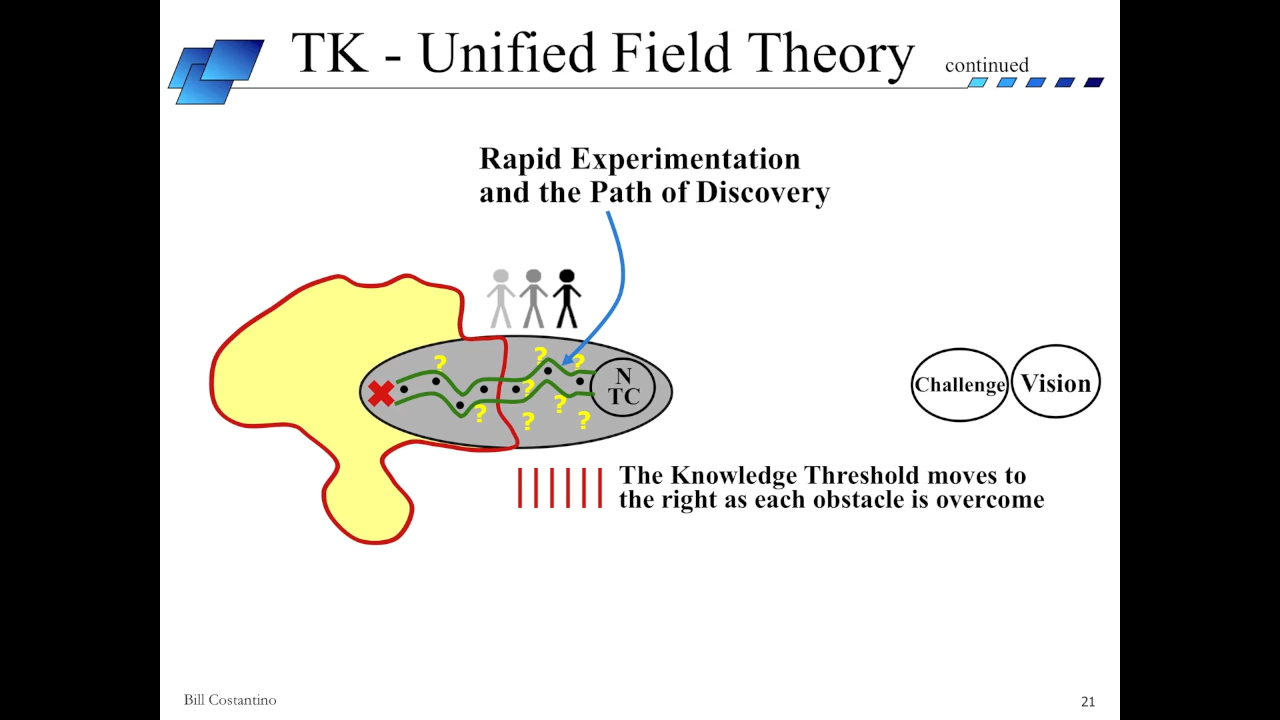 TK - Unified Field Theory continued
Rapid Experimentation
and the Path of Discovery
?
?
?
?
?
?
?
?
N
TC
Challenge
Vision
The Knowledge Threshold moves to
the right as each obstacle is overcome
Bill Costantino
21